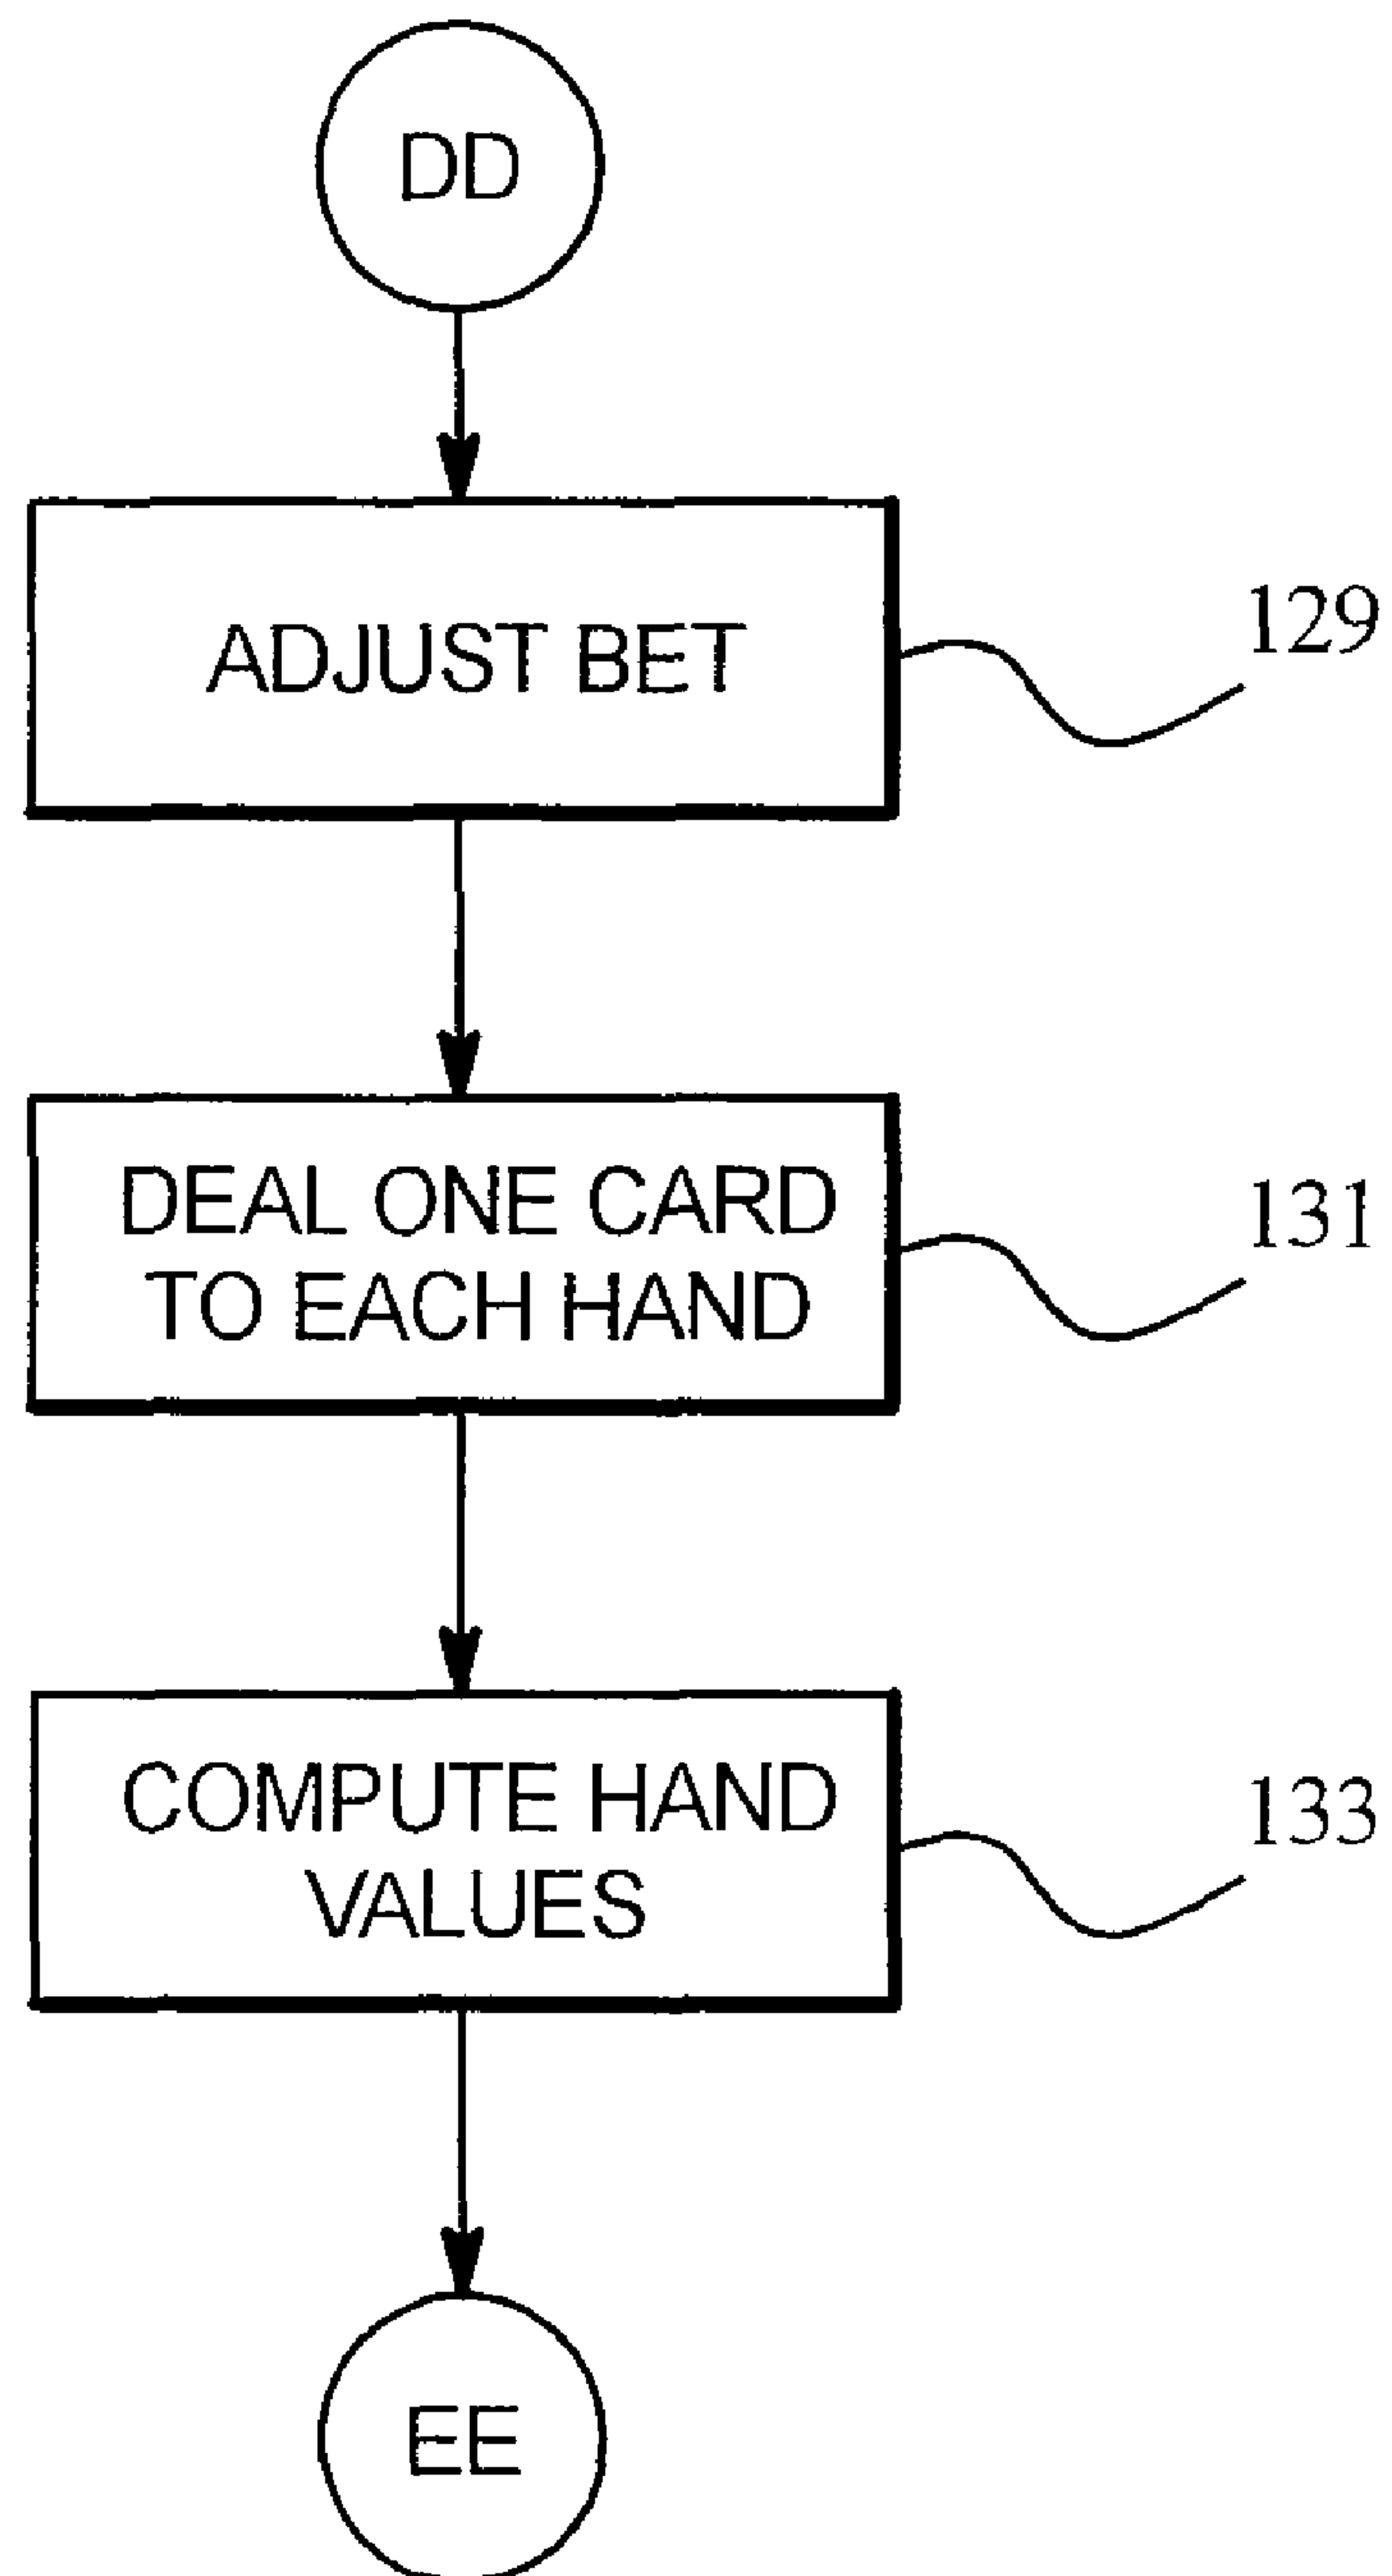 DD
ADJUST BET
129
DEAL ONE CARD
TO EACH HAND
131
COMPUTE HAND
VALUES
133
EE